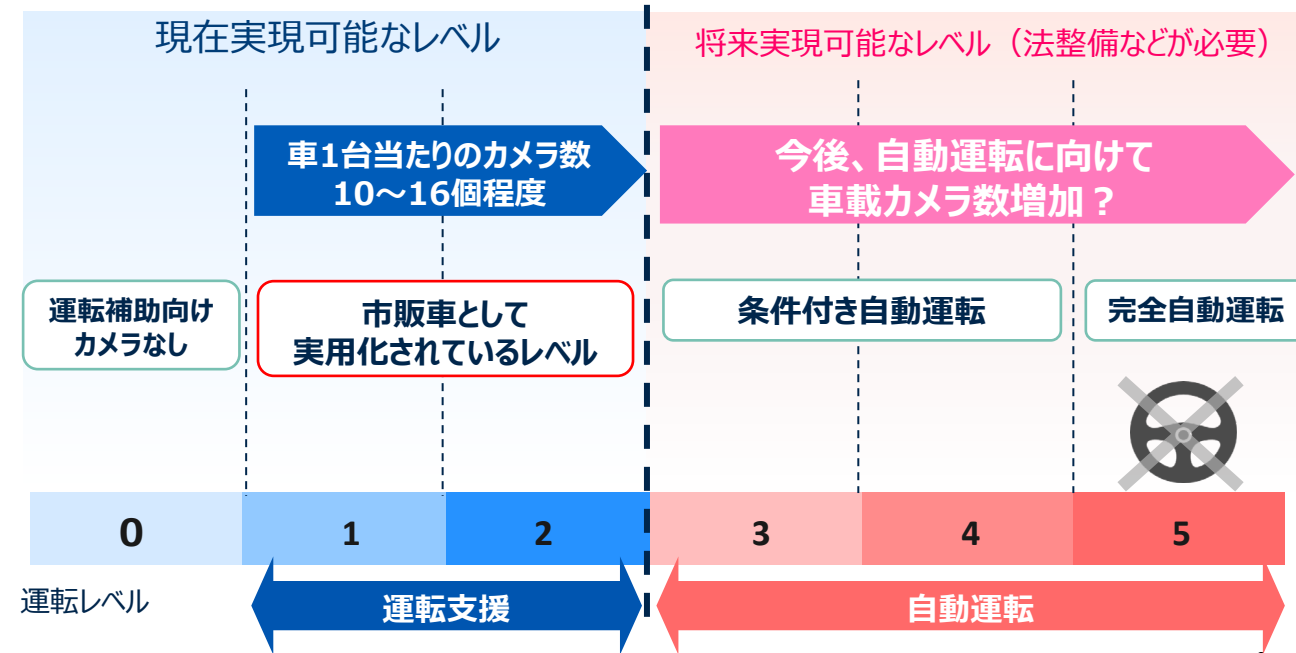 現在実現可能なレベル
将来実現可能なレベル（法整備などが必要）
車1台当たりのカメラ数
10～16個程度
今後、自動運転に向けて
車載カメラ数増加？
運転補助向け
カメラなし
市販車として
実用化されているレベル
条件付き自動運転
完全自動運転
0
1
2
3
4
5
運転レベル
運転支援
自動運転